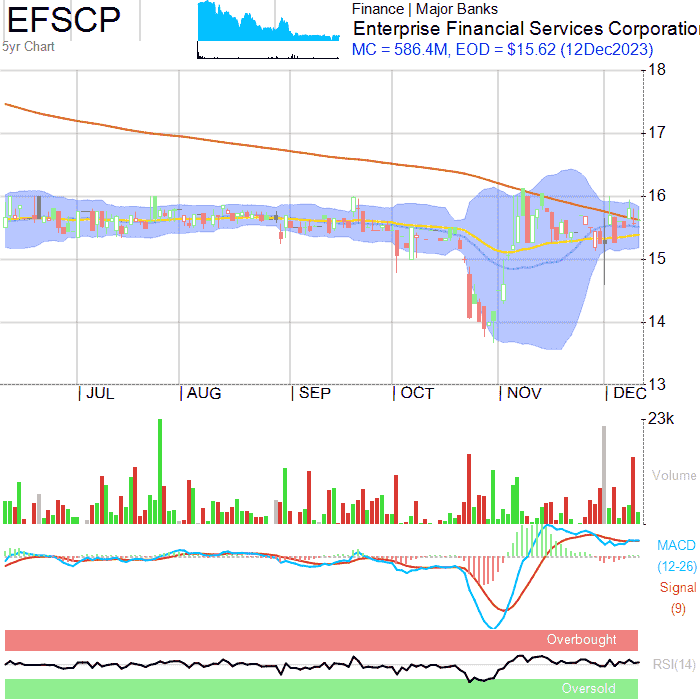 EFSCP
5yr Chart
Finance | Major Banks
Enterprise Financial Services Corporation
MC = 586.4M, EOD = $15.62 (12Dec2023)
18
17
16
15
14
13
JUL
AUG
SEP
OCT
NOV
DEC
23k
Volume
MACD
(12-26)
Signal
(9)
Overbought
RSI(14)
Oversold